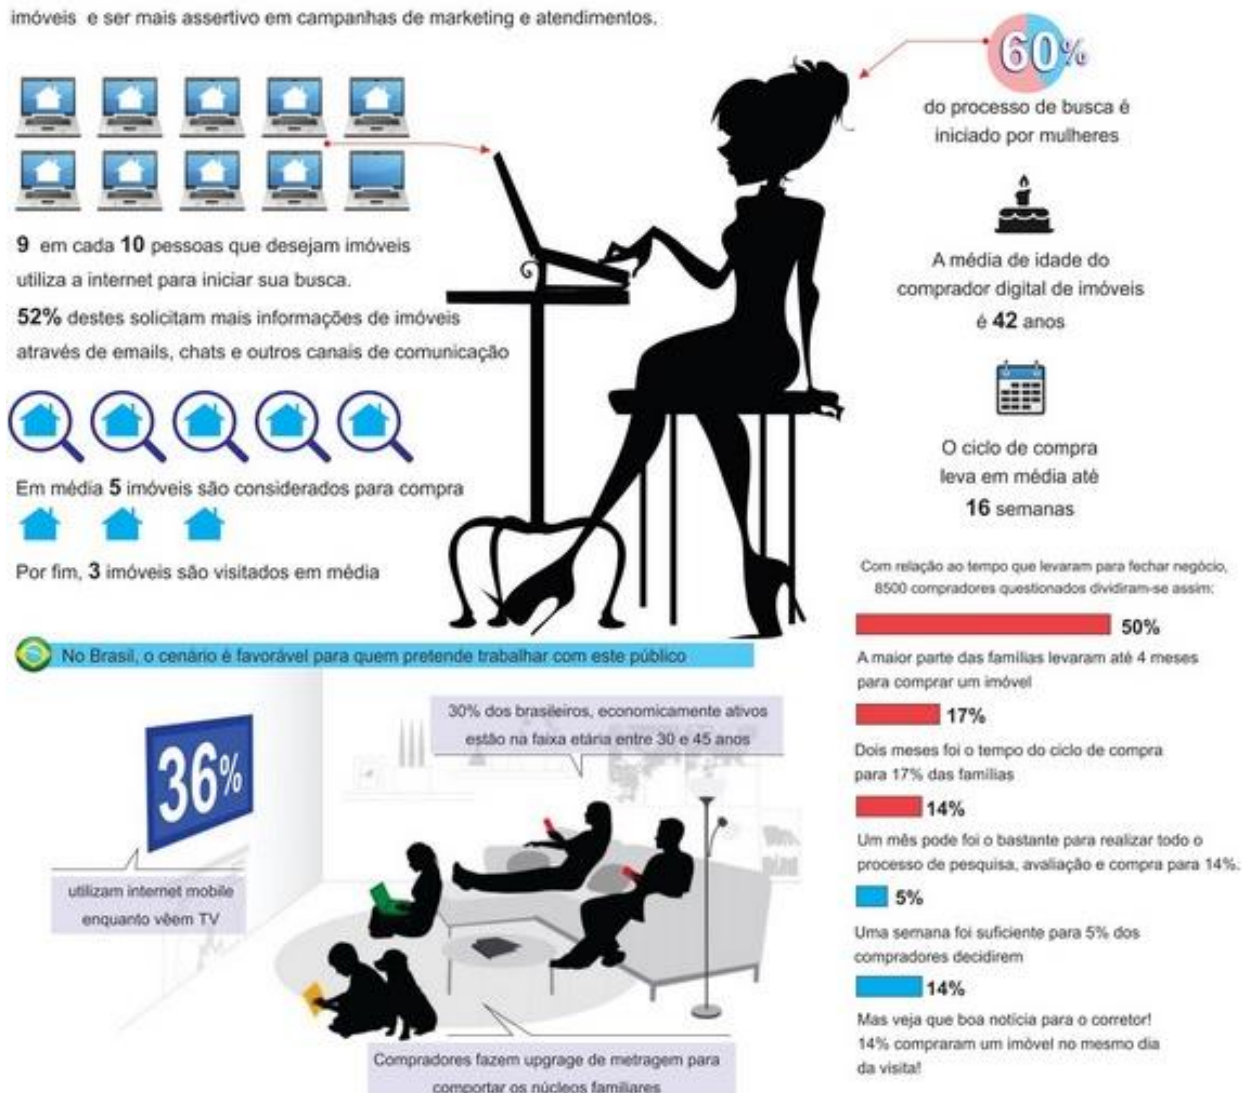 imóveis e ser mais assertivo em campanhas de marketing e atendimentos.
60%
do processo de busca é
iniciado por mulheres
9 em cada 10 pessoas que desejam imóveis
utiliza a internet para iniciar sua busca.
52% destes solicitam mais informações de imóveis
através de emails, chats e outros canais de comunicação
A média de idade do
comprador digital de imóveis
é 42 anos
Em média 5 imóveis são considerados para compra
Por fim, 3 imóveis são visitados em média
O ciclo de compra
leva em média até
16 semanas
Com relação ao tempo que levaram para fechar negócio,
8500 compradores questionados dividiram-se assim:
50%
A maior parte das famílias levaram até 4 meses
para comprar um imóvel
17%
Dois meses foi o tempo do ciclo de compra
para 17% das famílias
14%
Um mês pode foi o bastante para realizar todo o
processo de pesquisa, avaliação e compra para 14%.
5%
Uma semana foi suficiente para 5% dos
compradores decidirem
14%
Mas veja que boa notícia para o corretor!
14% compraram um imóvel no mesmo dia
da visita!
No Brasil, o cenário é favorável para quem pretende trabalhar com este público
30% dos brasileiros, economicamente ativos
estão na faixa etária entre 30 e 45 anos
36%
utilizam internet mobile
enquanto vêem TV
Compradores fazem upgrage de metragem para
comportar os núcleos familiares